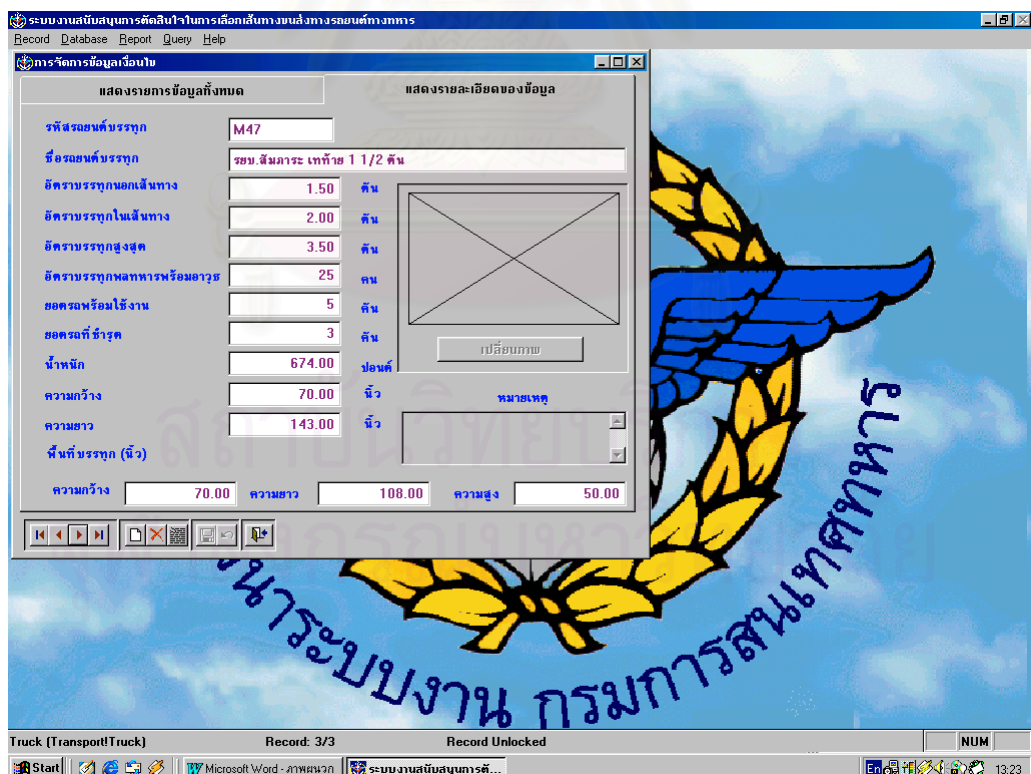 ระบบงานสนับสนุนการตัดสินใจในการเลือกเส้นทางขนส่งทางรถยนต์ทางทหาร
Record Database Report Query Help
การจัดการข้อมูลเงื่อนไข
แสดงรายการข้อมูลทั้งหมด แสดงรายละเอียดของข้อมูล
รหัสรถยนต์บรรทุก M47
ชื่อรถยนต์บรรทุก รยบ.สัมภาระ เทท้าย 1 1/2 ตัน
อัตราบรรทุกนอกเส้นทาง 1.50 ตัน
อัตราบรรทุกในเส้นทาง 2.00 ตัน
อัตราบรรทุกสูงสุด 3.50 ตัน
อัตราบรรทุกพลทหารพร้อมอาวุธ 25 คน
ยอดรถพร้อมใช้งาน 5 คัน
ยอดรถที่ชำรุด 3 คัน
เปลี่ยนภาพ
น้ำหนัก 674.00 ปอนด์
ความกว้าง 70.00 นิ้ว
หมายเหตุ
ความยาว 143.00 นิ้ว
พื้นที่บรรทุก (นิ้ว)
ความกว้าง 70.00 ความยาว 108.00 ความสูง 50.00
นาระบบงาน กรมการสนเทศทหาร
Truck (Transport!Truck) Record: 3/3 Record Unlocked NUM
Start Microsoft Word - ภาพผนวก ระบบงานสนับสนุนการตั... En 13:23